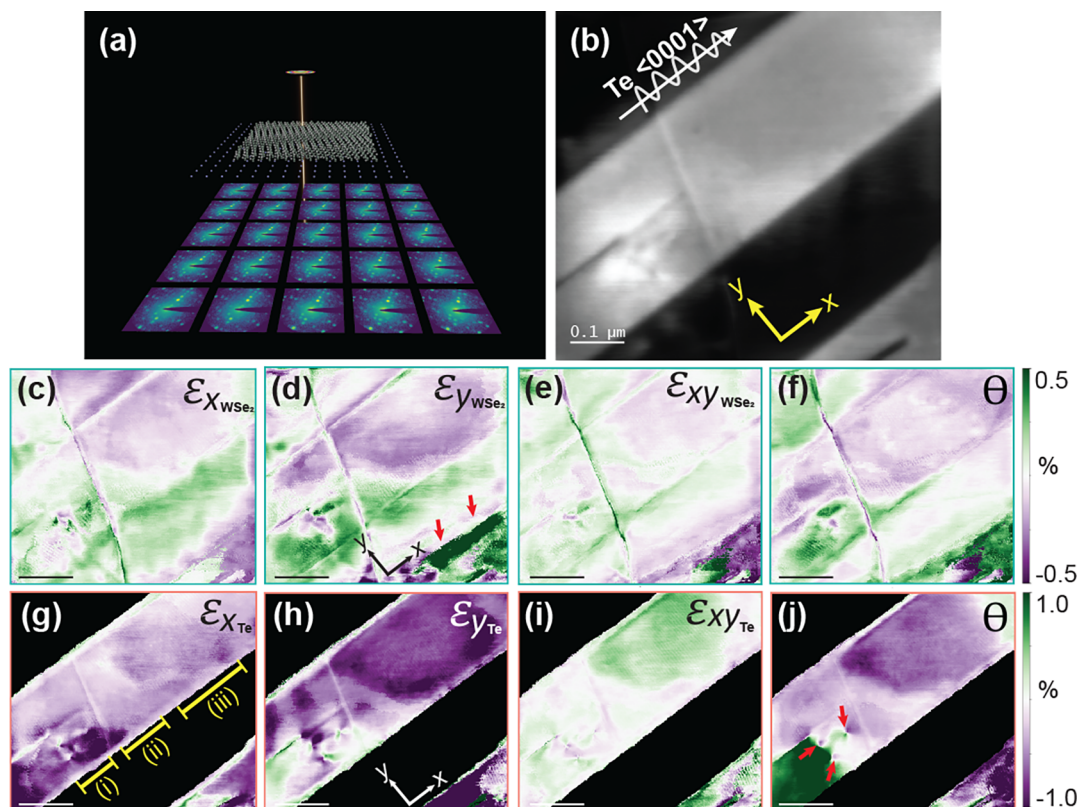 (a)
(b)
Te <0001>
y
x
0.1 μm
(c)
εx WSe₂
(d)
εy WSe₂
y
x
(e)
εxy WSe₂
(f)
θ
0.5
%
-0.5
(g)
εx Te
(i)
(ii)
(iii)
(h)
εy Te
y
x
(i)
εxy Te
(j)
θ
1.0
%
-1.0